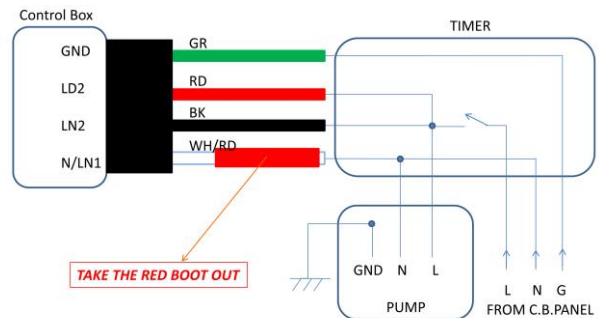 Control Box
TIMER
GND
GR
LD2
RD
LN2
BK
N/LN1
WH/RD
TAKE THE RED BOOT OUT
GND N L
PUMP
L N G
FROM C.B.PANEL